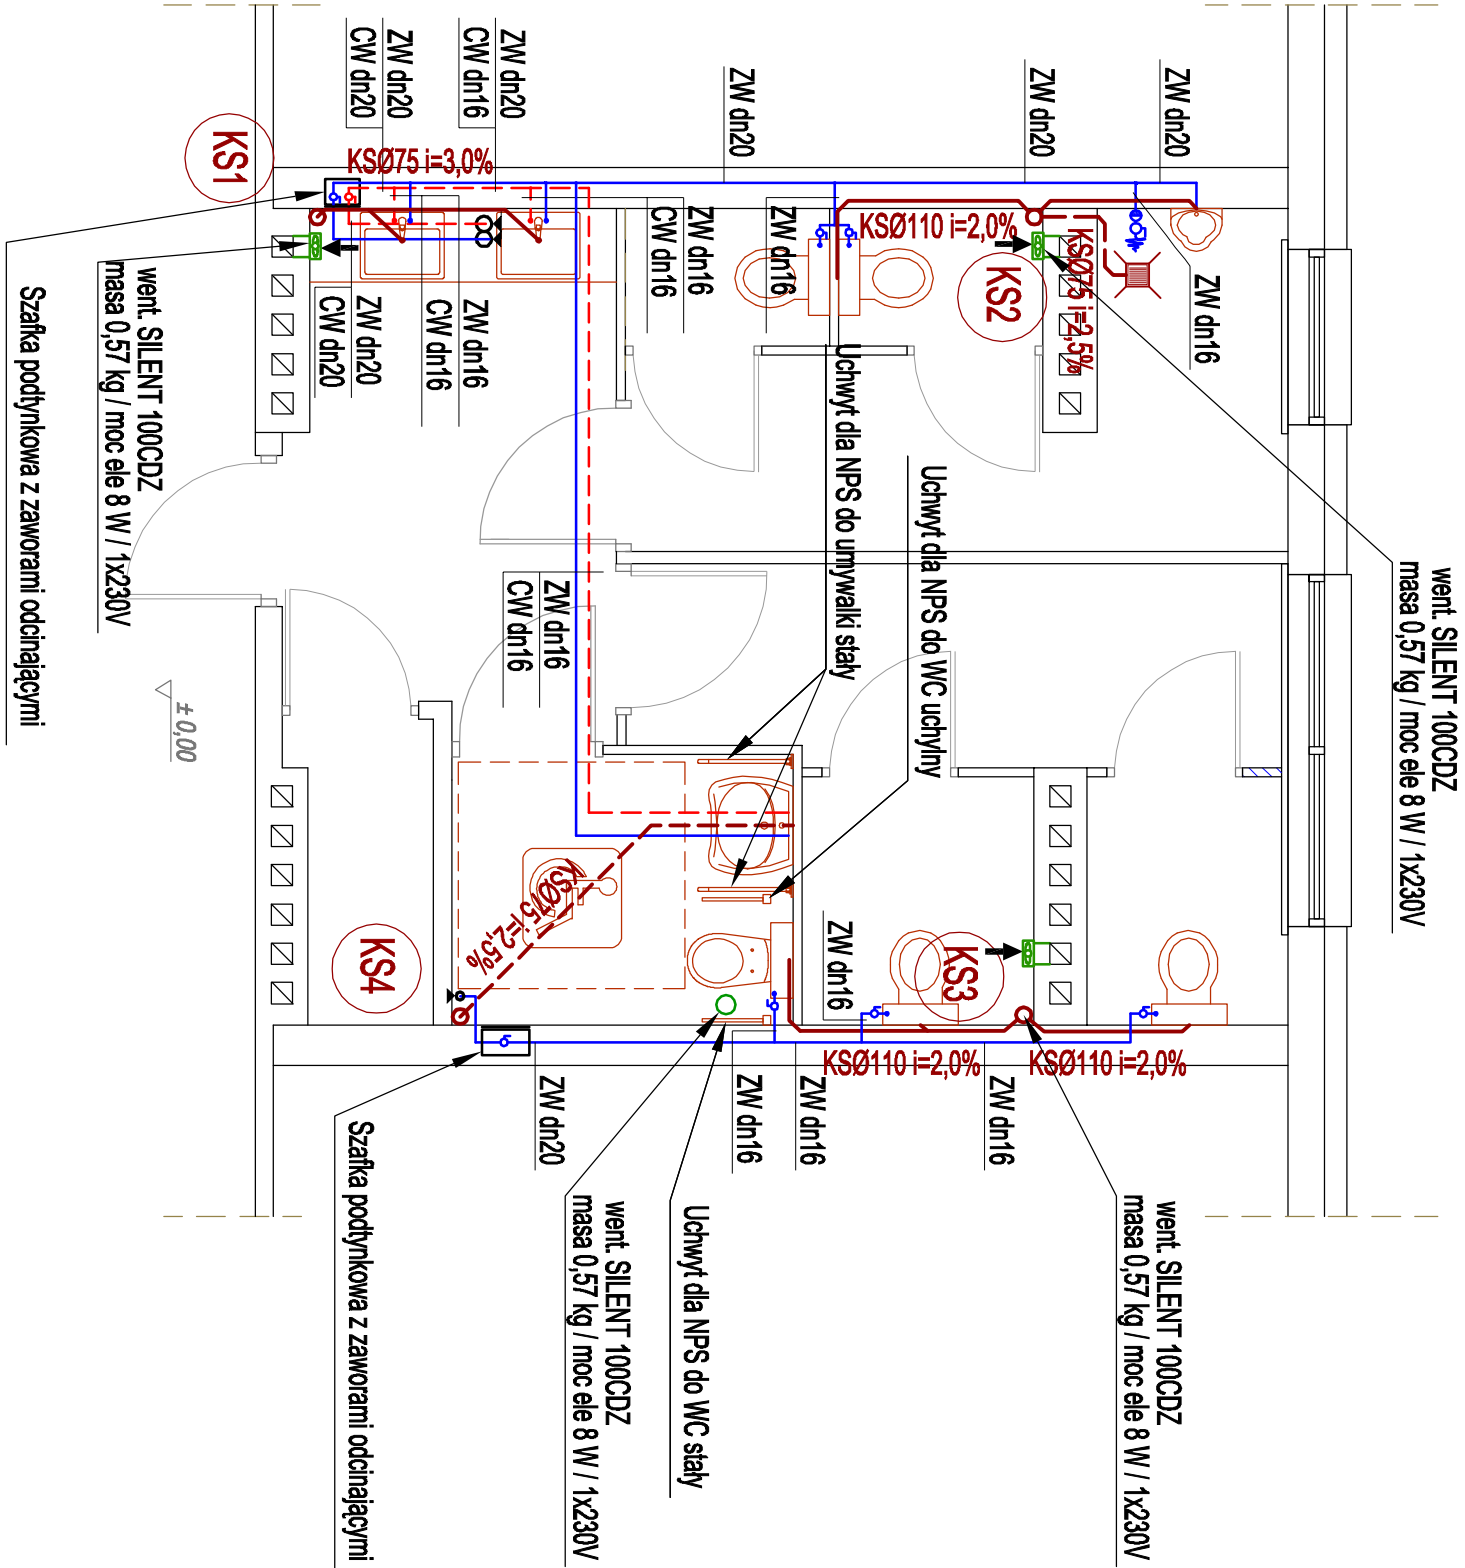 ZW dn20
CW dn20
ZW dn20
CW dn16
ZW dn20
ZW dn20
ZW dn20
KSØ75 i=3,0%
KS1
ZW dn16
CW dn16
ZW dn16
KSØ110 i=2,0%
KS2
KSØ75 i=2,5%
ZW dn16
ZW dn20
CW dn20
ZW dn16
CW dn16
went. SILENT 100CDZ
masa 0,57 kg / moc ele 8 W / 1x230V
Szafka podtynkowa z zaworami odcinającymi
Uchwyt dla NPS do umywalki stały
Uchwyt dla NPS do WC uchylny
went. SILENT 100CDZ
masa 0,57 kg / moc ele 8 W / 1x230V
ZW dn16
CW dn16
± 0,00
KSØ75 i=2,5%
KS4
ZW dn16
KS3
KSØ110 i=2,0%
KSØ110 i=2,0%
ZW dn20
ZW dn16
ZW dn16
ZW dn16
Szafka podtynkowa z zaworami odcinającymi
went. SILENT 100CDZ
masa 0,57 kg / moc ele 8 W / 1x230V
Uchwyt dla NPS do WC stały
went. SILENT 100CDZ
masa 0,57 kg / moc ele 8 W / 1x230V